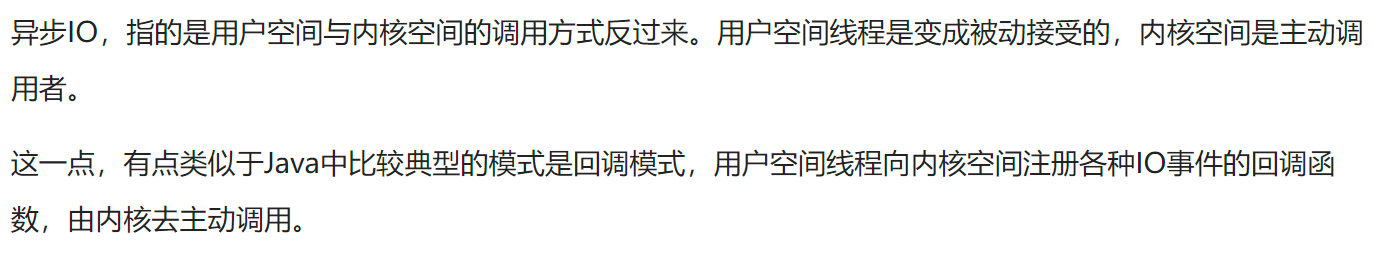 异步IO，指的是用户空间与内核空间的调用方式反过来。用户空间线程是变成被动接受的，内核空间是主动调
用者。
这一点，有点类似于Java中比较典型的模式是回调模式，用户空间线程向内核空间注册各种IO事件的回调函
数，由内核去主动调用。